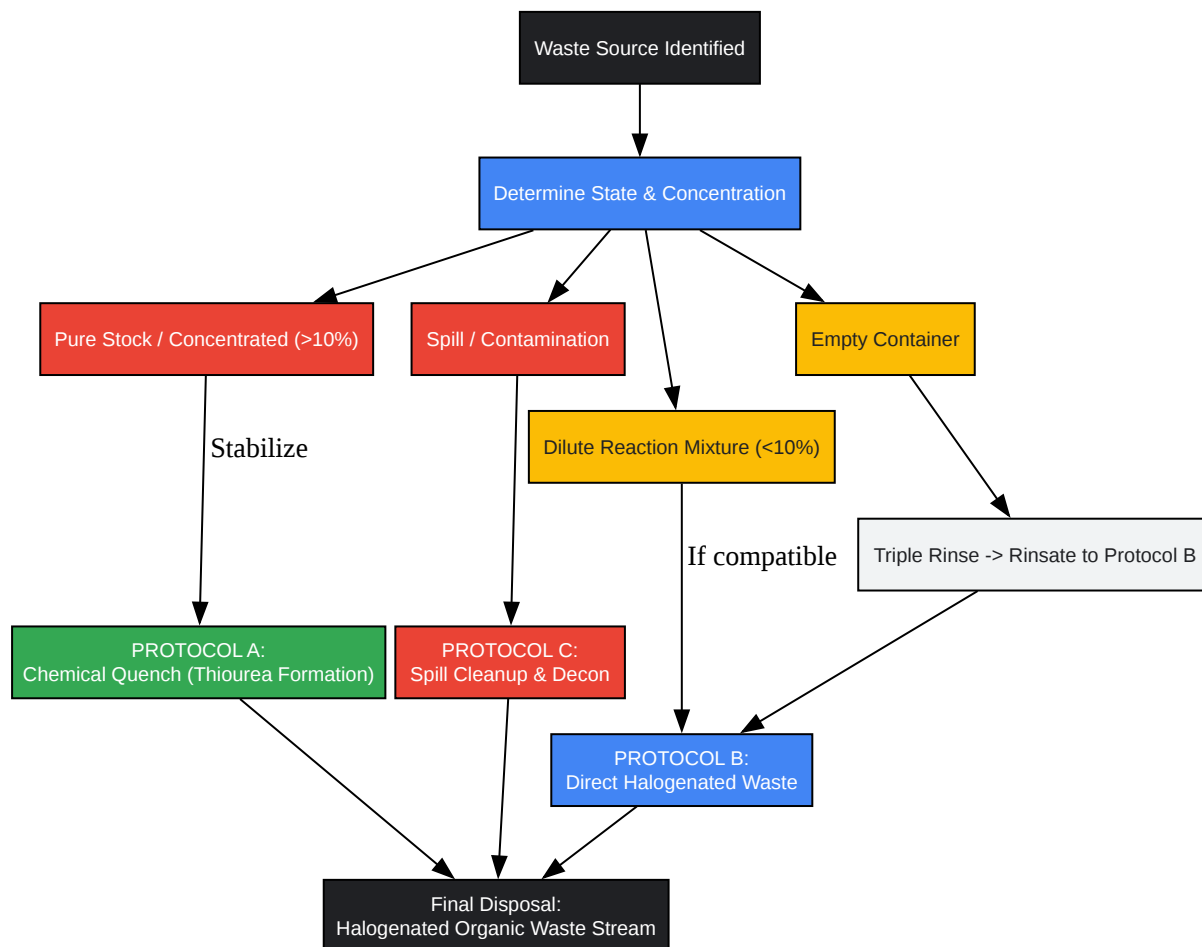 Waste Source Identified
Determine State & Concentration
Pure Stock / Concentrated (>10%)
Spill / Contamination
Empty Container
Dilute Reaction Mixture (<10%)
Stabilize
If compatible
Triple Rinse -> Rinsate to Protocol B
PROTOCOL A:
Chemical Quench (Thiourea Formation)
PROTOCOL C:
Spill Cleanup & Decon
PROTOCOL B:
Direct Halogenated Waste
Final Disposal:
Halogenated Organic Waste Stream